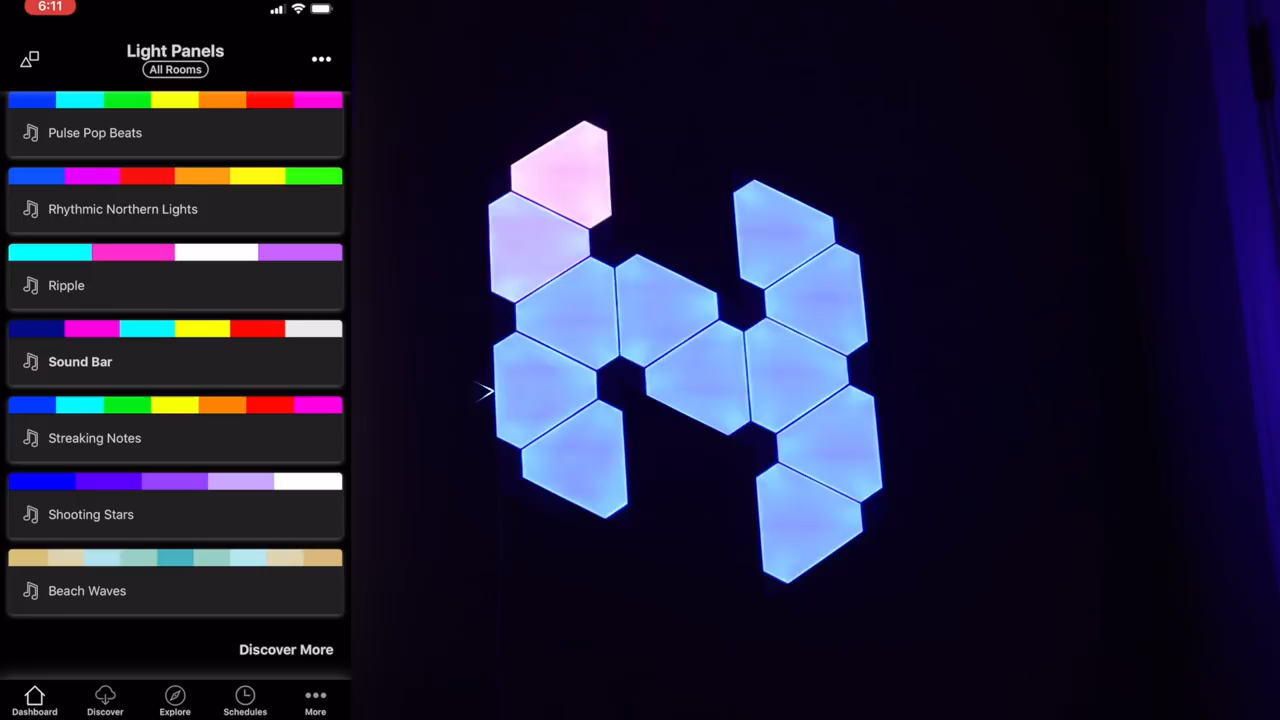 6:11
Light Panels
All Rooms
Pulse Pop Beats
Rhythmic Northern Lights
Ripple
Sound Bar
Streaking Notes
Shooting Stars
Beach Waves
Discover More
Dashboard
Discover
Explore
Schedules
More